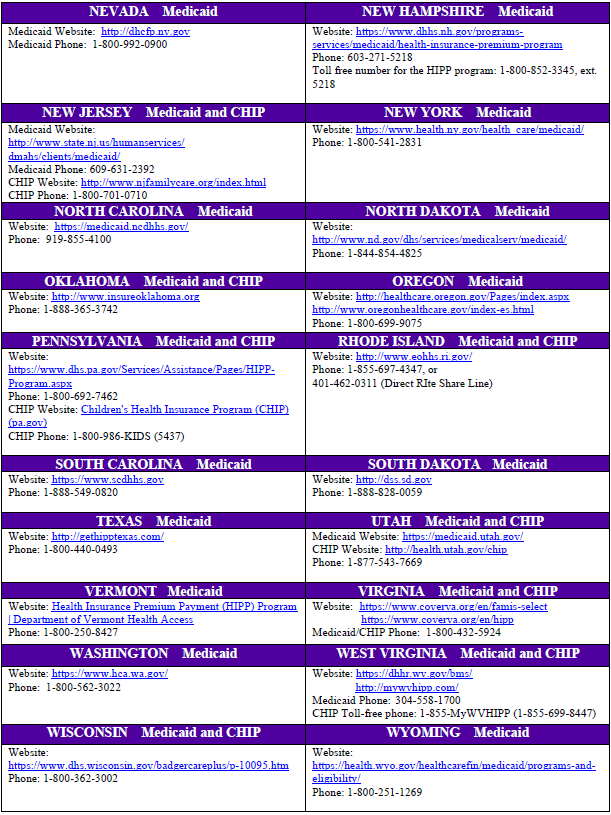 NEVADA Medicaid
Medicaid Website: http://dhcfp.nv.gov
Medicaid Phone: 1-800-992-0900
NEW HAMPSHIRE Medicaid
Website: https://www.dhhs.nh.gov/programs-
services/medicaid/health-insurance-premium-program
Phone: 603-271-5218
Toll free number for the HIPP program: 1-800-852-3345, ext.
5218
NEW JERSEY Medicaid and CHIP
Medicaid Website:
http://www.state.nj.us/humanservices/
dmahs/clients/medicaid/
Medicaid Phone: 609-631-2392
CHIP Website: http://www.njfamilycare.org/index.html
CHIP Phone: 1-800-701-0710
NEW YORK Medicaid
Website: https://www.health.ny.gov/health_care/medicaid/
Phone: 1-800-541-2831
NORTH CAROLINA Medicaid
Website: https://medicaid.ncdhhs.gov/
Phone: 919-855-4100
NORTH DAKOTA Medicaid
Website:
http://www.nd.gov/dhs/services/medicalserv/medicaid/
Phone: 1-844-854-4825
OKLAHOMA Medicaid and CHIP
Website: http://www.insureoklahoma.org
Phone: 1-888-365-3742
OREGON Medicaid
Website: http://healthcare.oregon.gov/Pages/index.aspx
http://www.oregonhealthcare.gov/index-es.html
Phone: 1-800-699-9075
PENNSYLVANIA Medicaid and CHIP
Website:
https://www.dhs.pa.gov/Services/Assistance/Pages/HIPP-
Program.aspx
Phone: 1-800-692-7462
CHIP Website: Children's Health Insurance Program (CHIP)
(pa.gov)
CHIP Phone: 1-800-986-KIDS (5437)
RHODE ISLAND Medicaid and CHIP
Website: http://www.eohhs.ri.gov/
Phone: 1-855-697-4347, or
401-462-0311 (Direct RIte Share Line)
SOUTH CAROLINA Medicaid
Website: https://www.scdhhs.gov
Phone: 1-888-549-0820
SOUTH DAKOTA Medicaid
Website: http://dss.sd.gov
Phone: 1-888-828-0059
TEXAS Medicaid
Website: http://gethipptexas.com/
Phone: 1-800-440-0493
UTAH Medicaid and CHIP
Medicaid Website: https://medicaid.utah.gov/
CHIP Website: http://health.utah.gov/chip
Phone: 1-877-543-7669
VERMONT Medicaid
Website: Health Insurance Premium Payment (HIPP) Program
| Department of Vermont Health Access
Phone: 1-800-250-8427
VIRGINIA Medicaid and CHIP
Website: https://www.coverva.org/en/famis-select
https://www.coverva.org/en/hipp
Medicaid/CHIP Phone: 1-800-432-5924
WASHINGTON Medicaid
Website: https://www.hca.wa.gov/
Phone: 1-800-562-3022
WEST VIRGINIA Medicaid and CHIP
Website: https://dhhr.wv.gov/bms/
http://mywvhipp.com/
Medicaid Phone: 304-558-1700
CHIP Toll-free phone: 1-855-MyWVHIPP (1-855-699-8447)
WISCONSIN Medicaid and CHIP
Website:
https://www.dhs.wisconsin.gov/badgercareplus/p-10095.htm
Phone: 1-800-362-3002
WYOMING Medicaid
Website:
https://health.wyo.gov/healthcarefin/medicaid/programs-and-
eligibility/
Phone: 1-800-251-1269